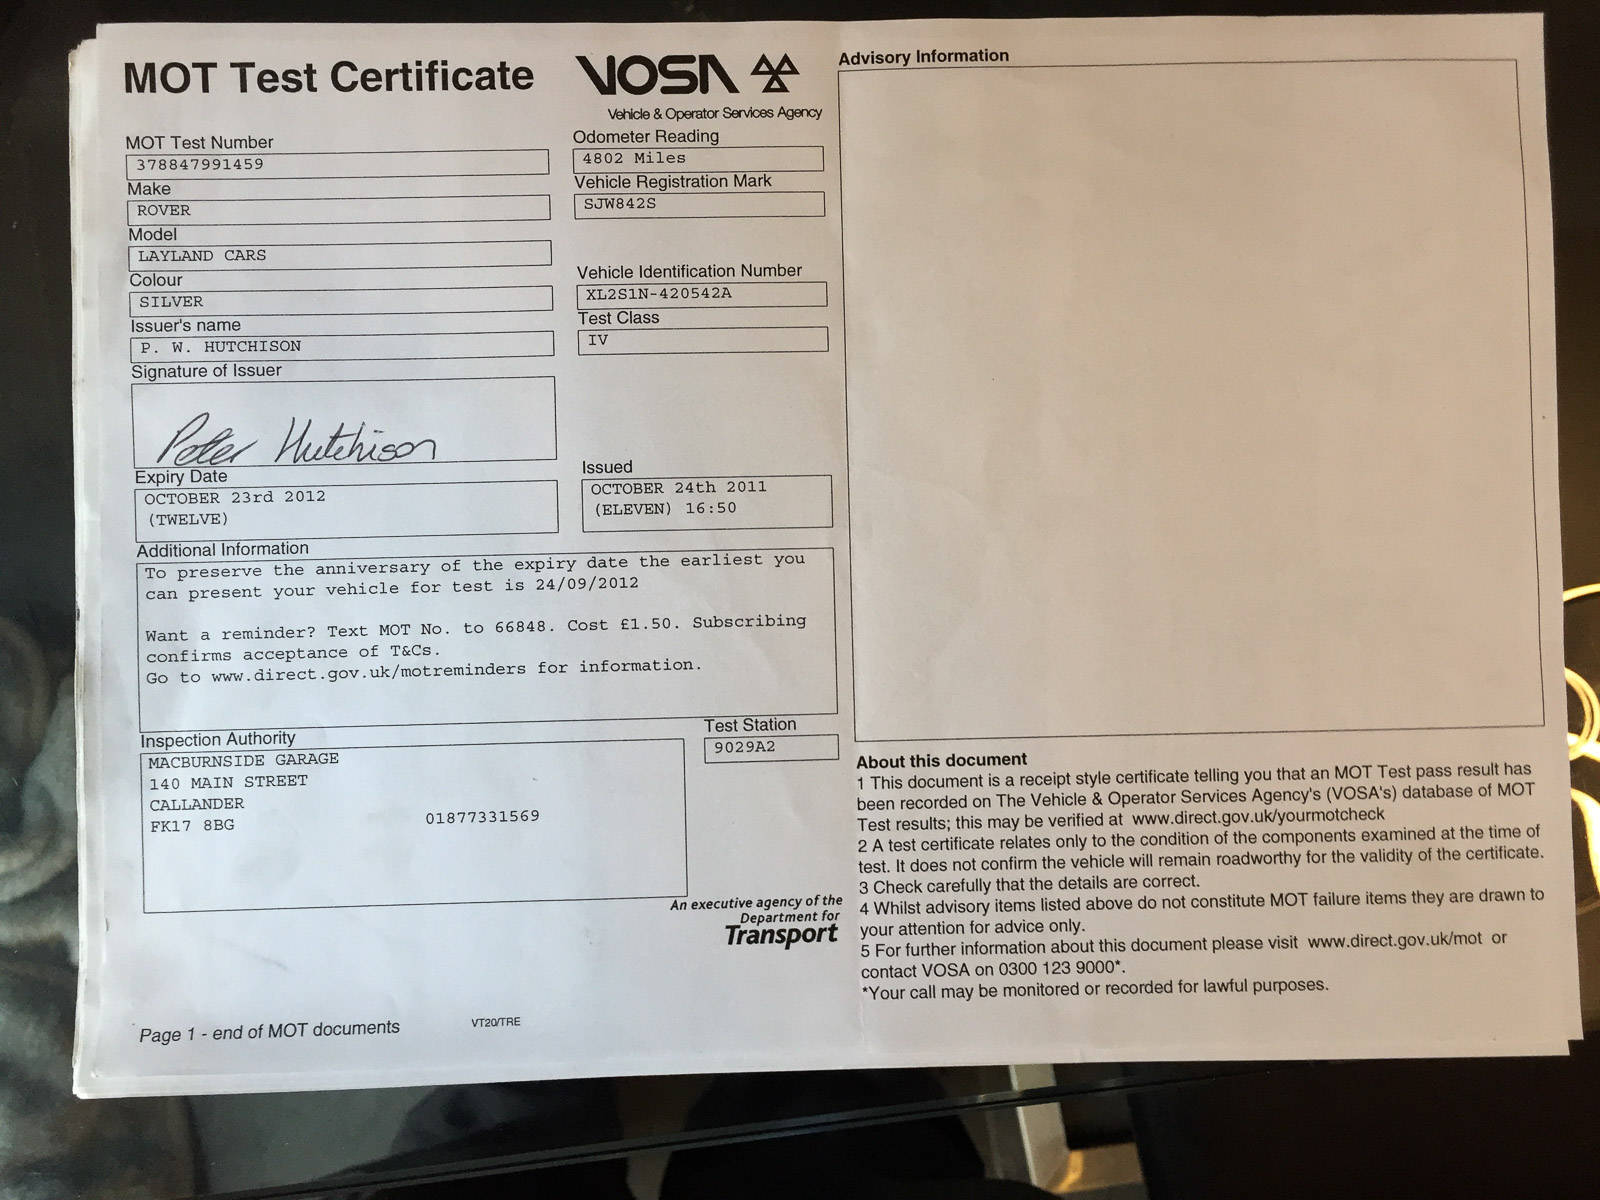 MOT Test Certificate
VOSA
Vehicle & Operator Services Agency
MOT Test Number
378847991459
Odometer Reading
4802 Miles
Make
ROVER
Vehicle Registration Mark
SJW842S
Model
LAYLAND CARS
Colour
SILVER
Vehicle Identification Number
XL2S1N-420542A
Issuer's name
P. W. HUTCHISON
Test Class
IV
Signature of Issuer
Peter Hutchison
Expiry Date
OCTOBER 23rd 2012
(TWELVE)
Issued
OCTOBER 24th 2011
(ELEVEN) 16:50
Additional Information
To preserve the anniversary of the expiry date the earliest you
can present your vehicle for test is 24/09/2012
Want a reminder? Text MOT No. to 66848. Cost £1.50. Subscribing
confirms acceptance of T&Cs.
Go to www.direct.gov.uk/motreminders for information.
Inspection Authority
MACBURNSIDE GARAGE
140 MAIN STREET
CALLANDER
FK17 8BG 01877331569
Test Station
9029A2
An executive agency of the
Department for
Transport
Page 1 - end of MOT documents
VT20/TRE
Advisory Information
About this document
1 This document is a receipt style certificate telling you that an MOT Test pass result has
been recorded on The Vehicle & Operator Services Agency's (VOSA's) database of MOT
Test results; this may be verified at www.direct.gov.uk/yourmotcheck
2 A test certificate relates only to the condition of the components examined at the time of
test. It does not confirm the vehicle will remain roadworthy for the validity of the certificate.
3 Check carefully that the details are correct.
4 Whilst advisory items listed above do not constitute MOT failure items they are drawn to
your attention for advice only.
5 For further information about this document please visit www.direct.gov.uk/mot or
contact VOSA on 0300 123 9000*.
*Your call may be monitored or recorded for lawful purposes.